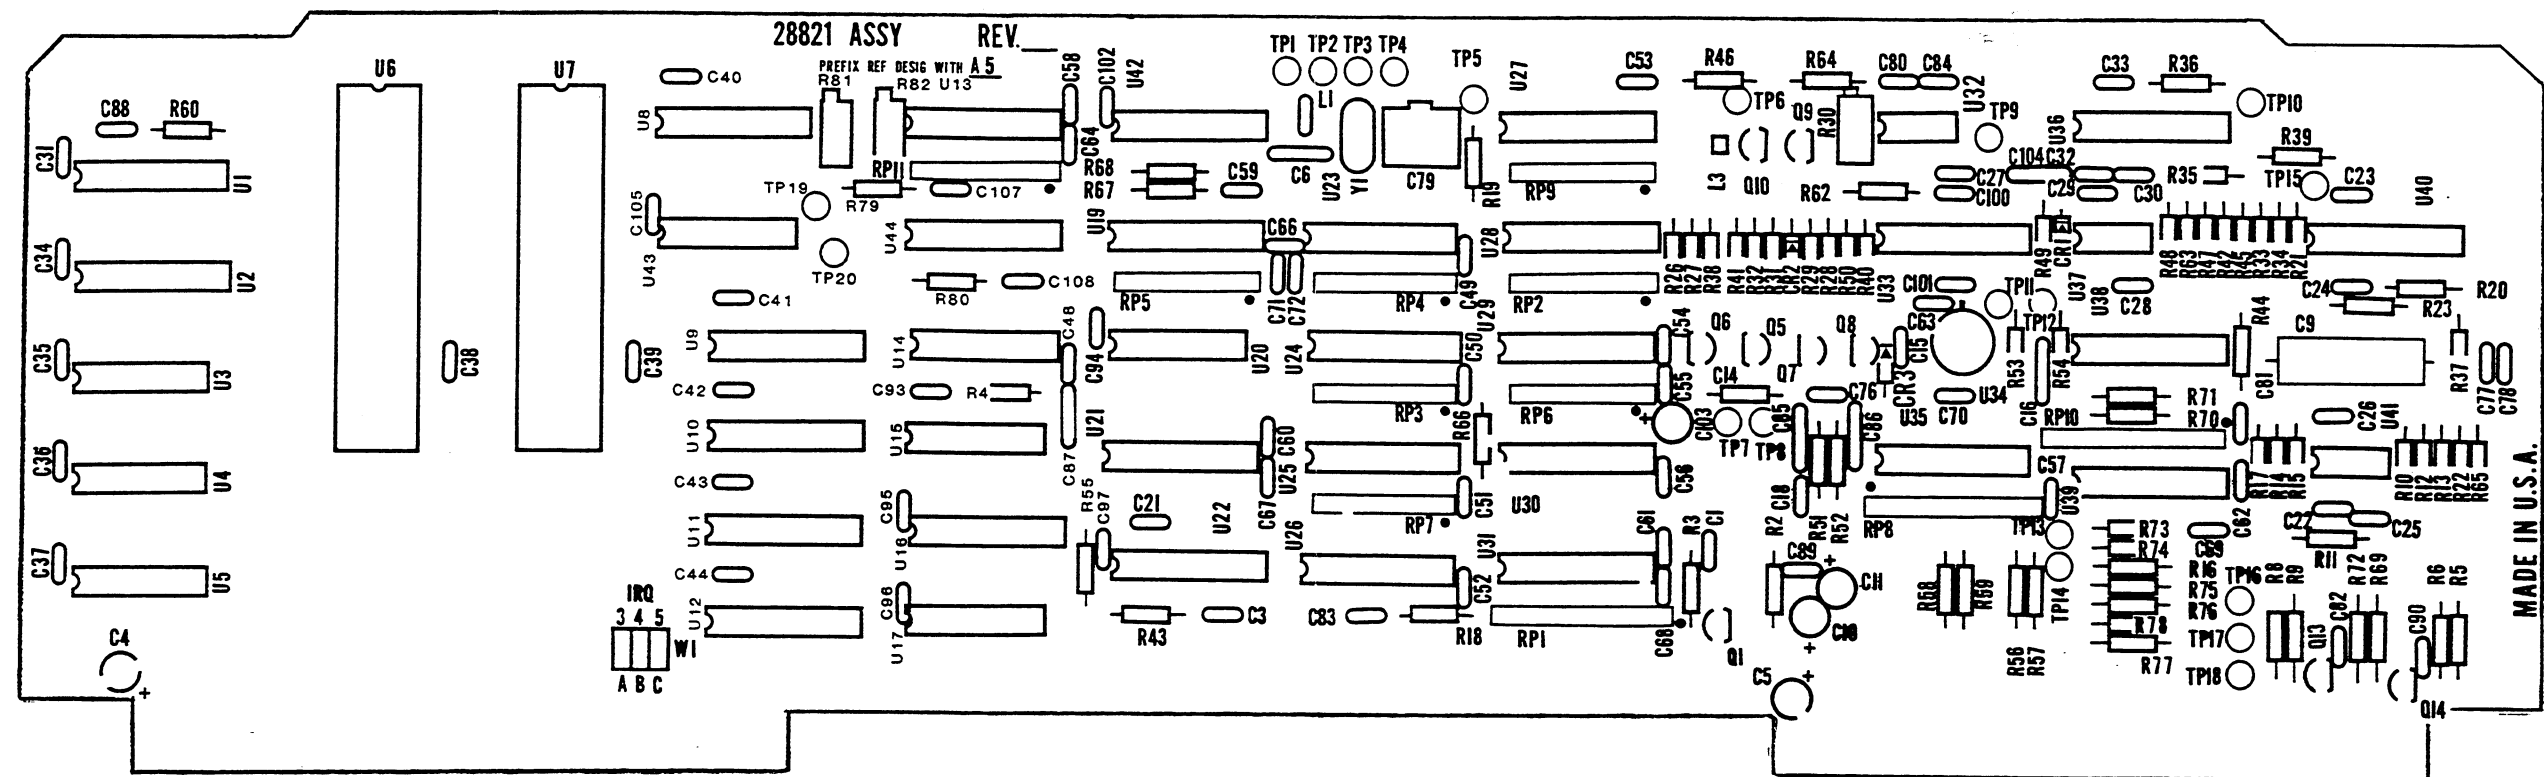 28821 ASSY REV.__
PREFIX REF DESIG WITH A5
TP1 TP2 TP3 TP4
TP5
U6
U7
C40
R81
R82 U13
C58
C102
U42
L1
U27
C53
R46
R64
C80 C84
U32
C33
R36
C88
R60
U8
TP6
Q9
R30
TP9
U36
TP10
C31
U1
C64
RP11
R68
R67
C59
C6
U23
Y1
C79
R19
RP9
L3
Q10
R62
C27
C100
C104 C32
C29
C30
R35
R39
TP15
C23
U40
TP19
R79
C107
C105
U43
U44
U19
C66
U28
TP20
C34
U2
R80
C108
RP5
C71
C72
RP4
C49
RP2
R26
R27
R38
R41
R32
R31
CR2
R29
R28
R50
R40
U33
R49
CR1
R48
R63
R47
R42
R45
R33
R34
R21
C101
TP11
U37
U38
C28
C24
R20
R23
C41
C48
U29
C54
Q6
Q5
Q8
C63
TP12
R44
C9
U9
U14
C94
U20
U24
C50
C15
R53
R54
C81
R37
C77
C78
C35
U3
C38
C39
C42
C93
R4
U21
RP3
R66
RP6
C55
C14
Q7
C76
CR3
U35
C70
U34
C16
RP10
R71
R70
C26
U41
C103
TP7
TP8
C85
C86
U10
U15
C87
C60
U25
C67
C36
U4
C43
C95
R55
C97
C21
U22
RP7
C51
U30
C56
C18
R51
R52
RP8
C57
U39
C62
R17
R14
R15
R10
R12
R13
R22
R65
C22
C25
MADE IN U.S.A.
U11
U16
U26
U31
C61
R3
C1
R2
C89
TP13
R73
R74
R16
R75
R76
R78
R77
C69
R11
C37
U5
C44
C96
C52
C11
R59
TP14
TP16
TP17
TP18
R8
R9
R72
R69
R6
R5
IRQ
3 4 5
W1
A B C
U12
U17
R43
C3
C83
R18
RP1
C68
Q1
R56
R57
Q13
C82
C90
C4
C5
Q14